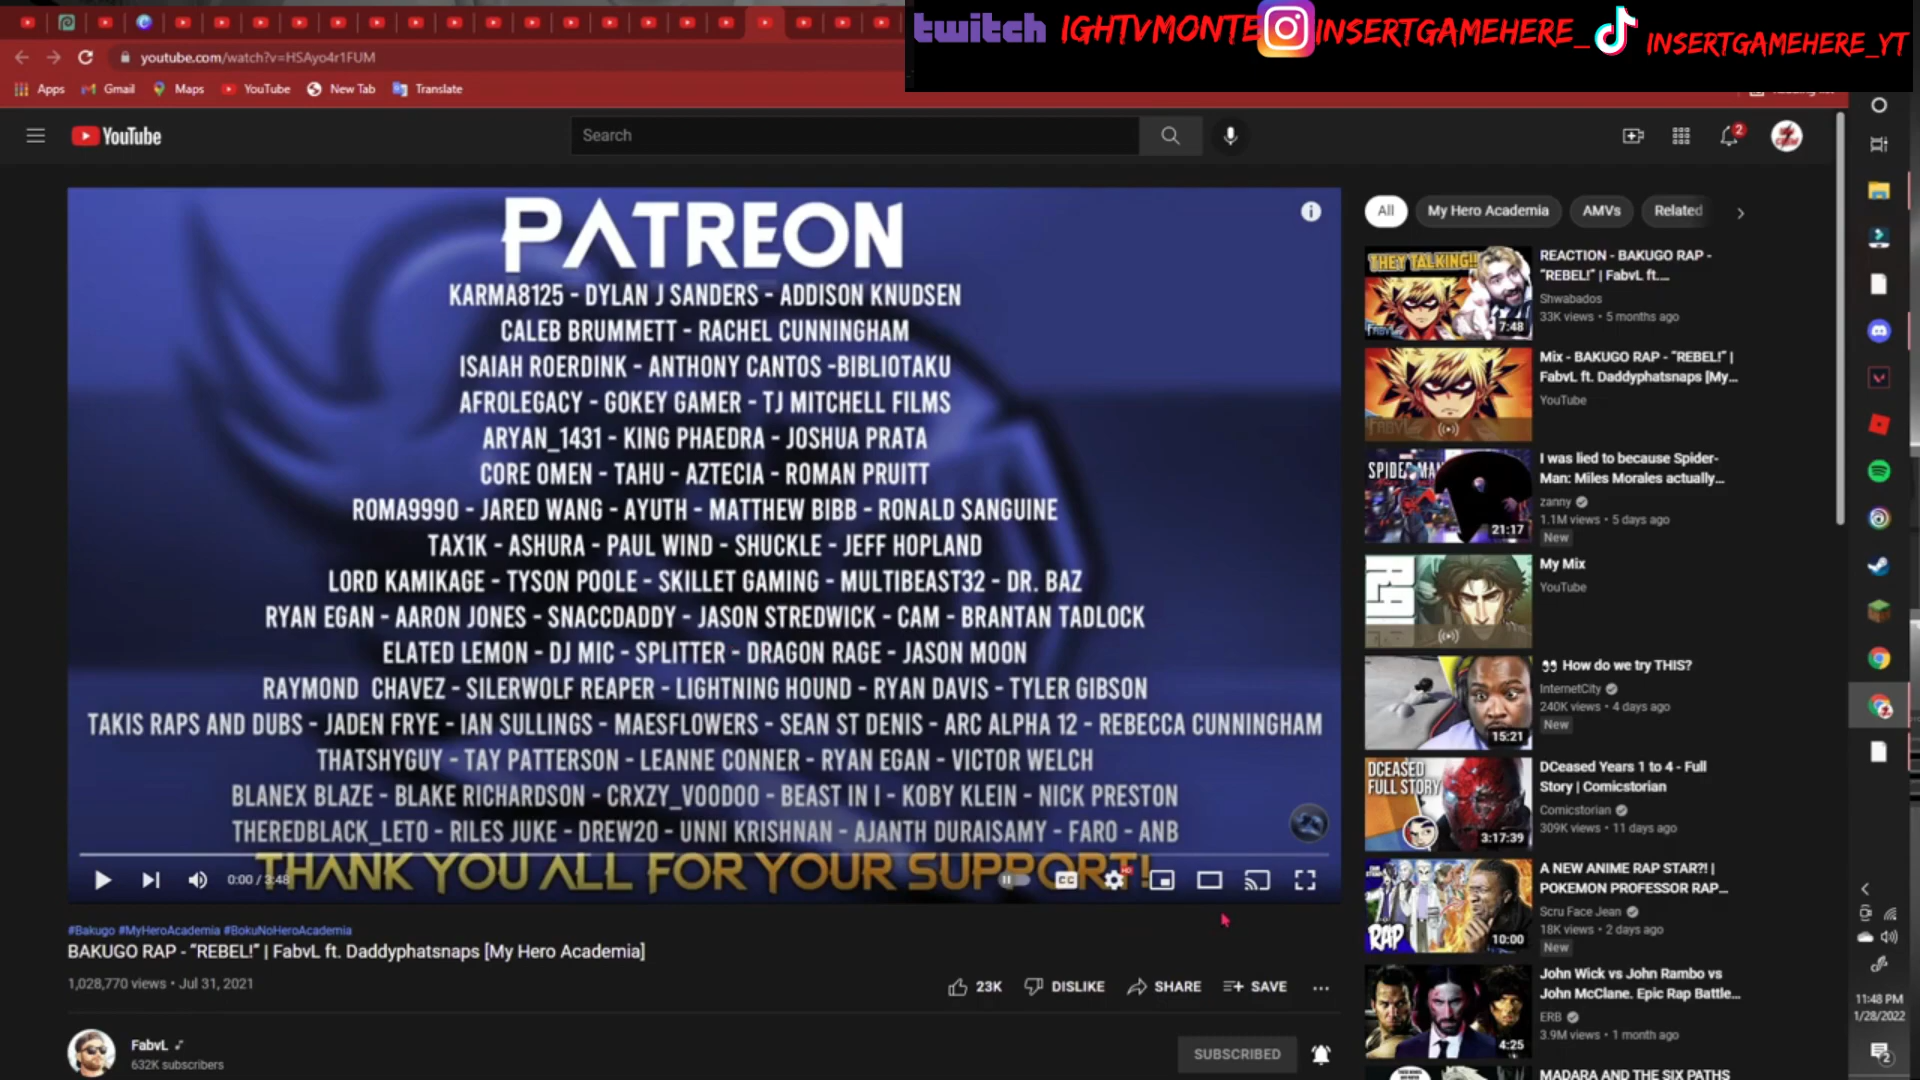 twitch IGHTVMONTE INSERTGAMEHERE_ INSERTGAMEHERE_YT
youtube.com/watch?v=HSAyo4r1FUM
Apps Gmail Maps YouTube New Tab Translate
YouTube
Search
2
PATREON
KARMA8125 - DYLAN J SANDERS - ADDISON KNUDSEN
CALEB BRUMMETT - RACHEL CUNNINGHAM
ISAIAH ROERDINK - ANTHONY CANTOS -BIBLIOTAKU
AFROLEGACY - GOKEY GAMER - TJ MITCHELL FILMS
ARYAN_1431 - KING PHAEDRA - JOSHUA PRATA
CORE OMEN - TAHU - AZTECIA - ROMAN PRUITT
ROMA9990 - JARED WANG - AYUTH - MATTHEW BIBB - RONALD SANGUINE
TAX1K - ASHURA - PAUL WIND - SHUCKLE - JEFF HOPLAND
LORD KAMIKAGE - TYSON POOLE - SKILLET GAMING - MULTIBEAST32 - DR. BAZ
RYAN EGAN - AARON JONES - SNACCDADDY - JASON STREDWICK - CAM - BRANTAN TADLOCK
ELATED LEMON - DJ MIC - SPLITTER - DRAGON RAGE - JASON MOON
RAYMOND CHAVEZ - SILERWOLF REAPER - LIGHTNING HOUND - RYAN DAVIS - TYLER GIBSON
TAKIS RAPS AND DUBS - JADEN FRYE - IAN SULLINGS - MAESFLOWERS - SEAN ST DENIS - ARC ALPHA 12 - REBECCA CUNNINGHAM
THATSHYGUY - TAY PATTERSON - LEANNE CONNER - RYAN EGAN - VICTOR WELCH
BLANEX BLAZE - BLAKE RICHARDSON - CRXZY_VOODOO - BEAST IN I - KOBY KLEIN - NICK PRESTON
THEREDBLACK_LETO - RILES JUKE - DREW20 - UNNI KRISHNAN - AJANTH DURAISAMY - FARO - ANB
THANK YOU ALL FOR YOUR SUPPORT!
0:00 / 3:48
CC HD
#Bakugo #MyHeroAcademia #BokuNoHeroAcademia
BAKUGO RAP - “REBEL!” | FabvL ft. Daddyphatsnaps [My Hero Academia]
1,028,770 views • Jul 31, 2021
23K DISLIKE SHARE SAVE
FabvL
632K subscribers
SUBSCRIBED
All My Hero Academia AMVs Related
THEY TALKING!!
FABVL
7:48
REACTION - BAKUGO RAP -
“REBEL!” | FabvL ft....
Shwabados
33K views • 5 months ago
FABVL
Mix - BAKUGO RAP - “REBEL!” |
FabvL ft. Daddyphatsnaps [My...
YouTube
SPIDER-MAN
21:17
I was lied to because Spider-
Man: Miles Morales actually...
zanny
1.1M views • 5 days ago
New
My Mix
YouTube
15:21
How do we try THIS?
InternetCity
240K views • 4 days ago
New
DCEASED
FULL STORY
3:17:39
DCeased Years 1 to 4 - Full
Story | Comicstorian
Comicstorian
309K views • 11 days ago
RAP
10:00
A NEW ANIME RAP STAR?! |
POKEMON PROFESSOR RAP...
Scru Face Jean
18K views • 2 days ago
New
4:25
John Wick vs John Rambo vs
John McClane. Epic Rap Battle...
ERB
3.9M views • 1 month ago
MADARA AND THE SIX PATHS
11:48 PM
1/28/2022
2